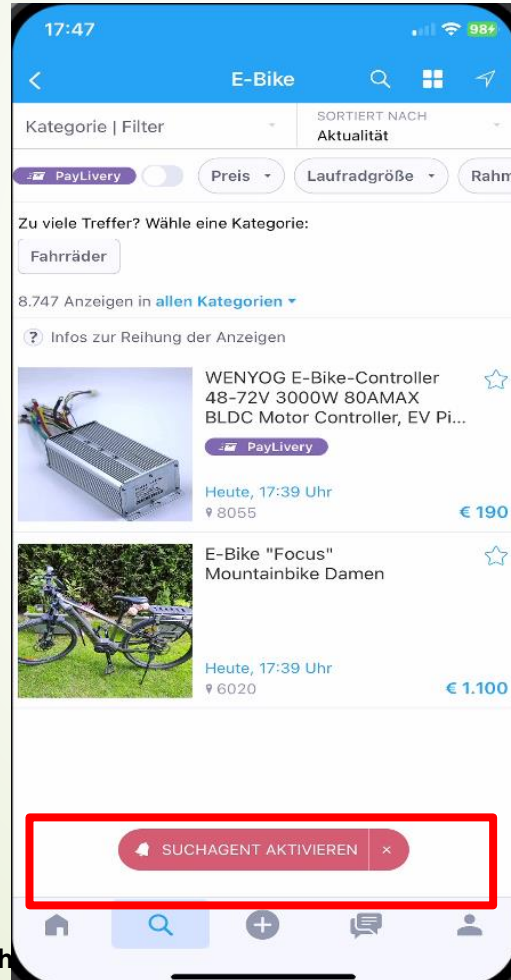 17:47
98
E-Bike
Kategorie | Filter
SORTIERT NACH
Aktualität
PayLivery
Preis
Laufradgröße
Rahm
Zu viele Treffer? Wähle eine Kategorie:
Fahrräder
8.747 Anzeigen in allen Kategorien
? Infos zur Reihung der Anzeigen
WENYOG E-Bike-Controller
48-72V 3000W 80AMAX
BLDC Motor Controller, EV Pi...
PayLivery
Heute, 17:39 Uhr
8055
€ 190
E-Bike "Focus"
Mountainbike Damen
Heute, 17:39 Uhr
6020
€ 1.100
SUCHAGENT AKTIVIEREN ×
h